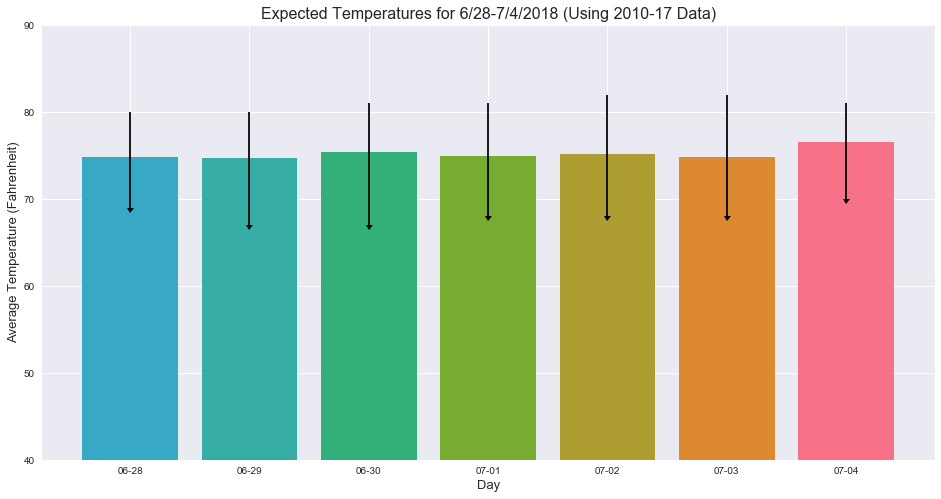 Expected Temperatures for 6/28-7/4/2018 (Using 2010-17 Data)
Average Temperature (Fahrenheit)
90
80
70
60
50
40
06-28 06-29 06-30 07-01 07-02 07-03 07-04
Day